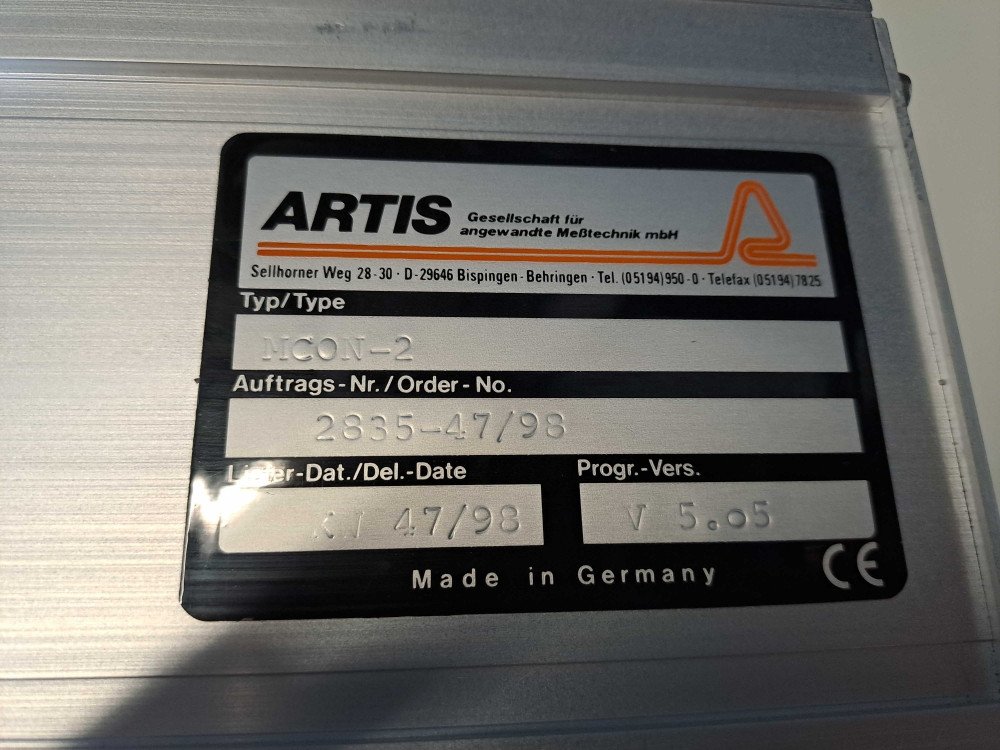 ARTIS
Gesellschaft für
angewandte Meßtechnik mbH
Sellhorner Weg 28-30 · D-29646 Bispingen-Behringen · Tel. (05194)950-0 · Telefax (05194)7825
Typ/Type
MCON-2
Auftrags-Nr./Order-No.
2835-47/98
Liefer-Dat./Del.-Date
Progr.-Vers.
47/98
V 5.05
Made in Germany
CE